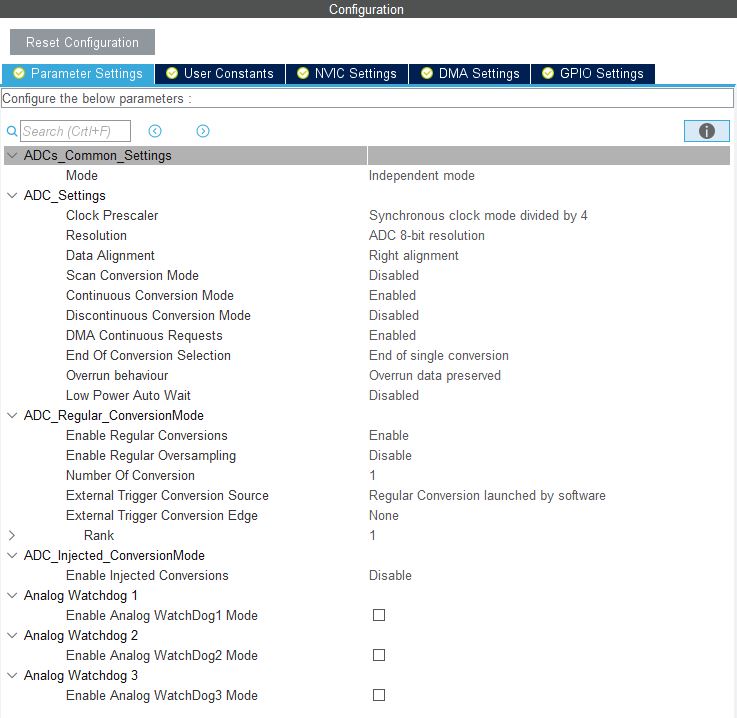 Configuration
Reset Configuration
Parameter Settings User Constants NVIC Settings DMA Settings GPIO Settings
Configure the below parameters :
Search (Crtl+F)
ADCs_Common_Settings
Mode Independent mode
ADC_Settings
Clock Prescaler Synchronous clock mode divided by 4
Resolution ADC 8-bit resolution
Data Alignment Right alignment
Scan Conversion Mode Disabled
Continuous Conversion Mode Enabled
Discontinuous Conversion Mode Disabled
DMA Continuous Requests Enabled
End Of Conversion Selection End of single conversion
Overrun behaviour Overrun data preserved
Low Power Auto Wait Disabled
ADC_Regular_ConversionMode
Enable Regular Conversions Enable
Enable Regular Oversampling Disable
Number Of Conversion 1
External Trigger Conversion Source Regular Conversion launched by software
External Trigger Conversion Edge None
Rank 1
ADC_Injected_ConversionMode
Enable Injected Conversions Disable
Analog Watchdog 1
Enable Analog WatchDog1 Mode
Analog Watchdog 2
Enable Analog WatchDog2 Mode
Analog Watchdog 3
Enable Analog WatchDog3 Mode